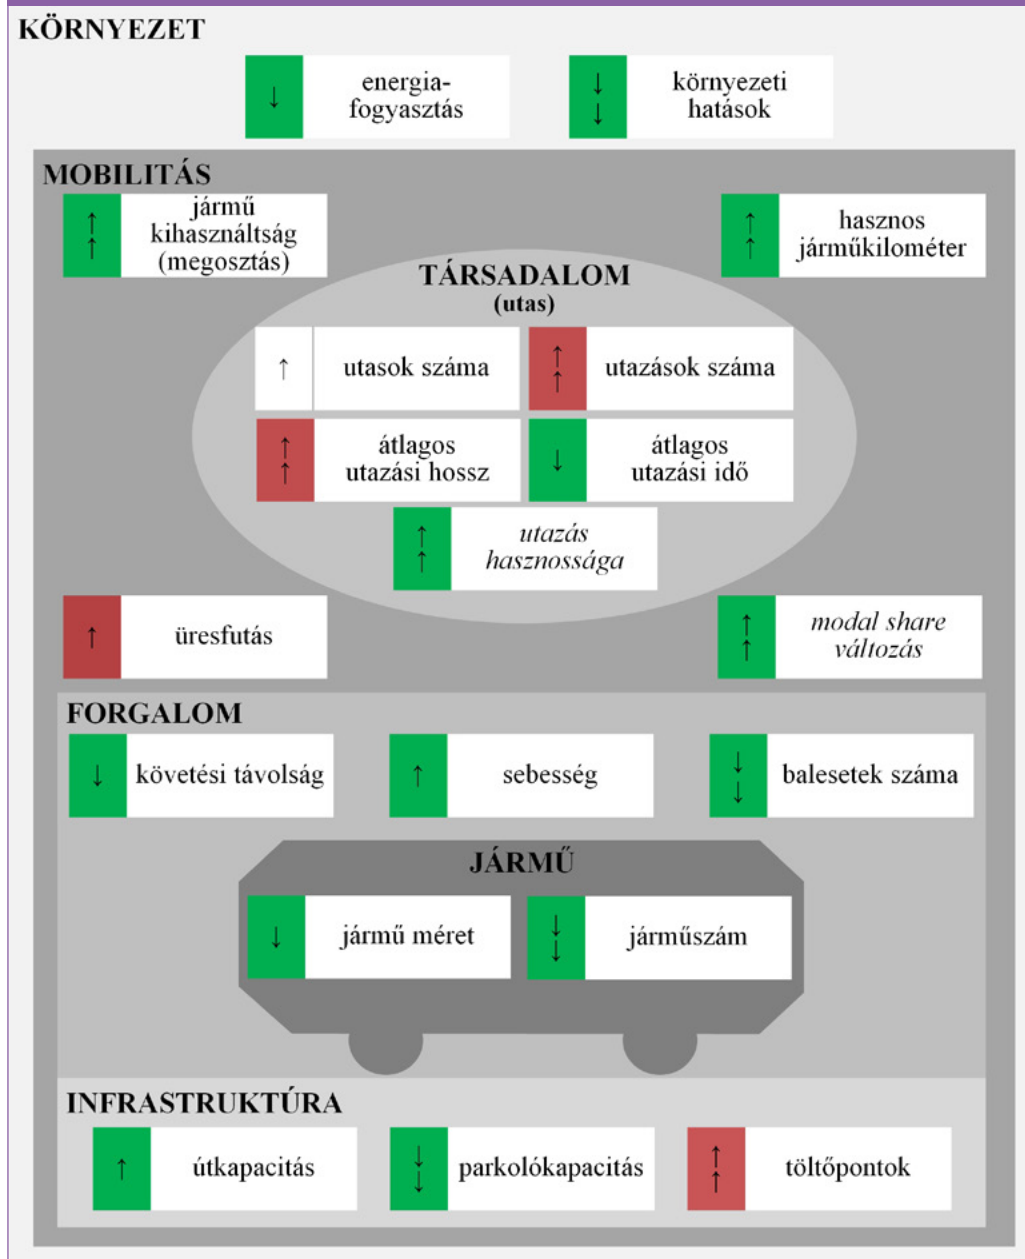 KÖRNYEZET
↓ energia-
fogyasztás
↓↓ környezeti
hatások
MOBILITÁS
↑↑ jármű
kihasználtság
(megosztás)
↑↑ hasznos
járműkilométer
TÁRSADALOM
(utas)
↑ utasok száma
↑↑ utazások száma
↑↑ átlagos
utazási hossz
↓ átlagos
utazási idő
↑↑ utazás
hasznossága
↑ üresfutás
↑↑ modal share
változás
FORGALOM
↓ követési távolság
↑ sebesség
↓↓ balesetek száma
JÁRMŰ
↓ jármű méret
↓↓ járműszám
INFRASTRUKTÚRA
↑ útkapacitás
↓↓ parkolókapacitás
↑↑ töltőpontok